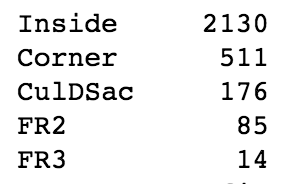 Inside 2130
Corner 511
CulDSac 176
FR2 85
FR3 14